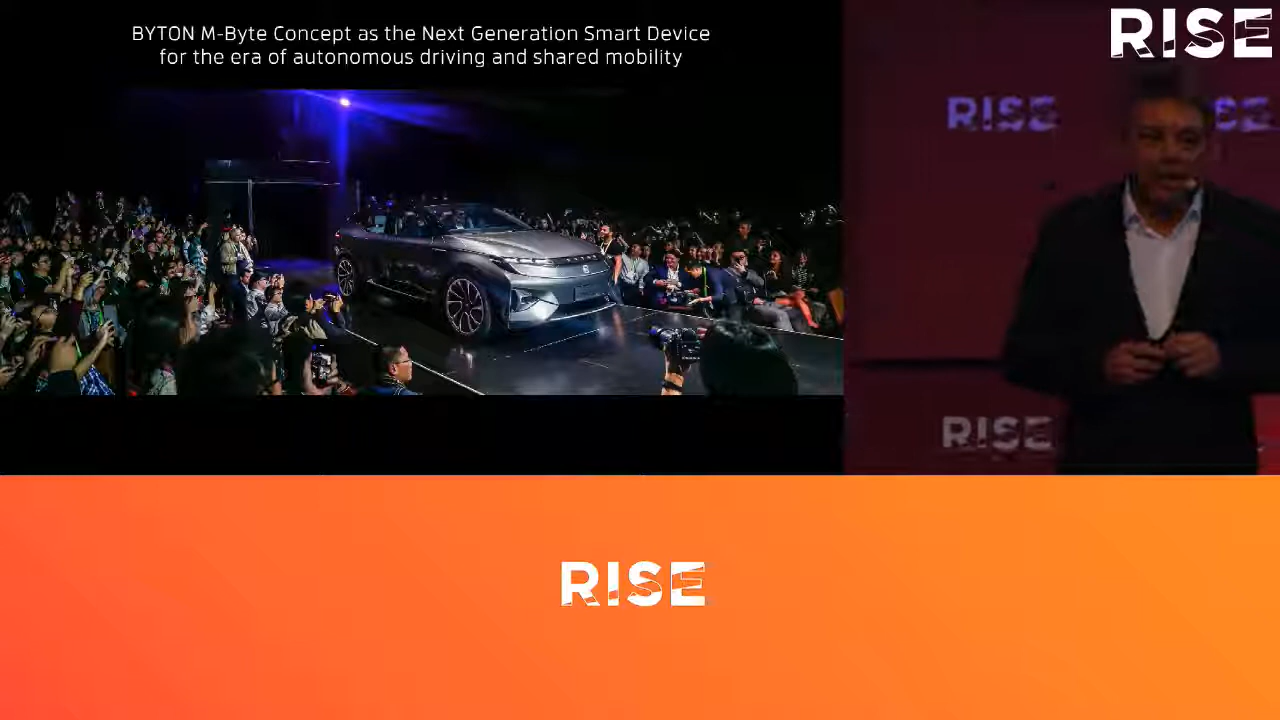 BYTON M-Byte Concept as the Next Generation Smart Device
for the era of autonomous driving and shared mobility
RISE
RISE
RISE
RISE
RISE